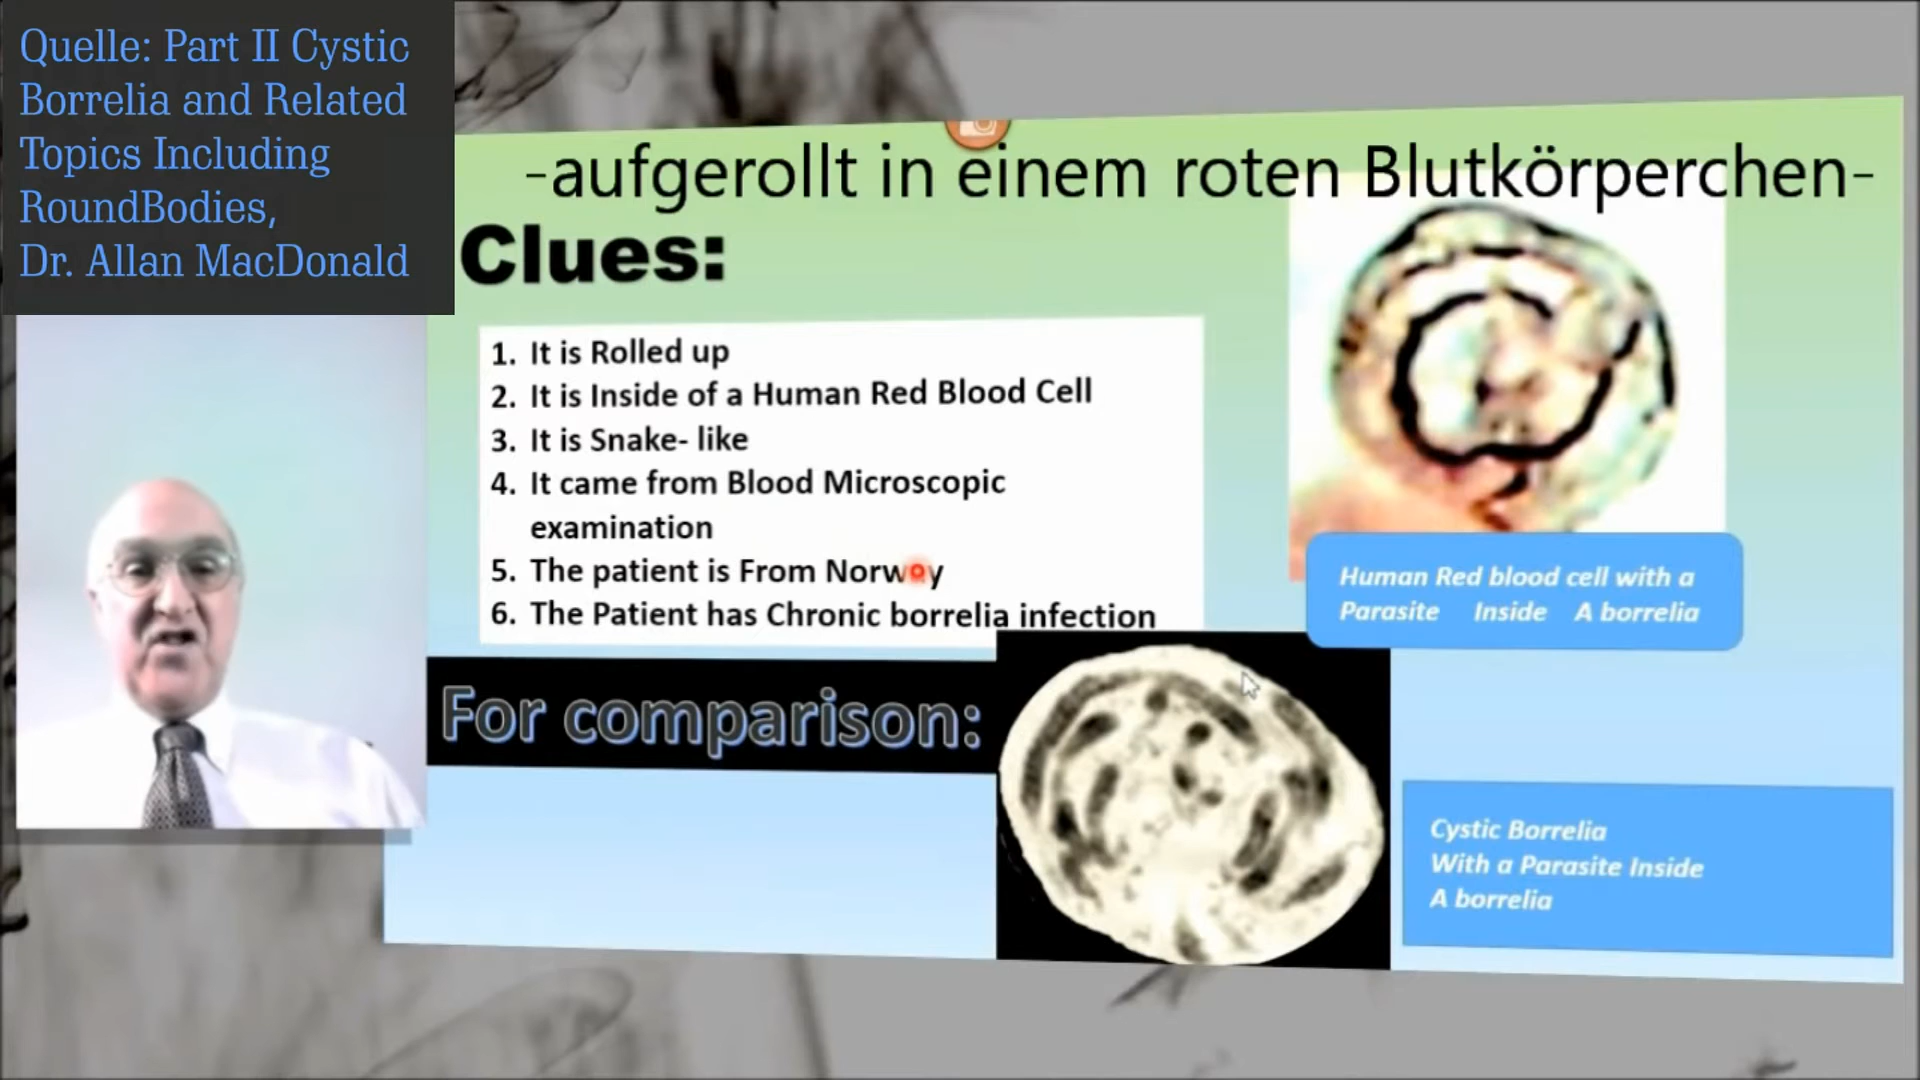 Quelle: Part II Cystic
Borrelia and Related
Topics Including
RoundBodies,
Dr. Allan MacDonald
-aufgerollt in einem roten Blutkörperchen-
Clues:
1. It is Rolled up
2. It is Inside of a Human Red Blood Cell
3. It is Snake- like
4. It came from Blood Microscopic
examination
5. The patient is From Norway
6. The Patient has Chronic borrelia infection
Human Red blood cell with a
Parasite Inside A borrelia
For comparison:
Cystic Borrelia
With a Parasite Inside
A borrelia